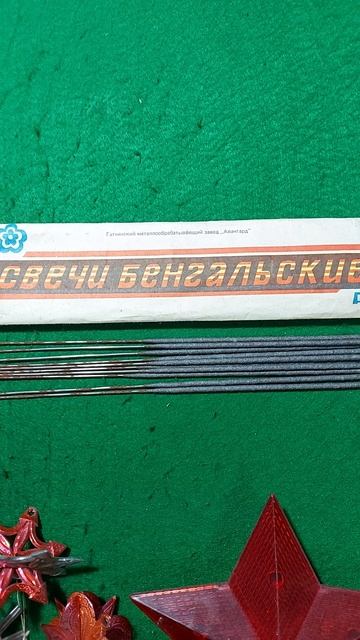 Гатчинский металлообрабатывающий завод „Авангард"
СВЕЧИ БЕНГАЛЬСКИЕ